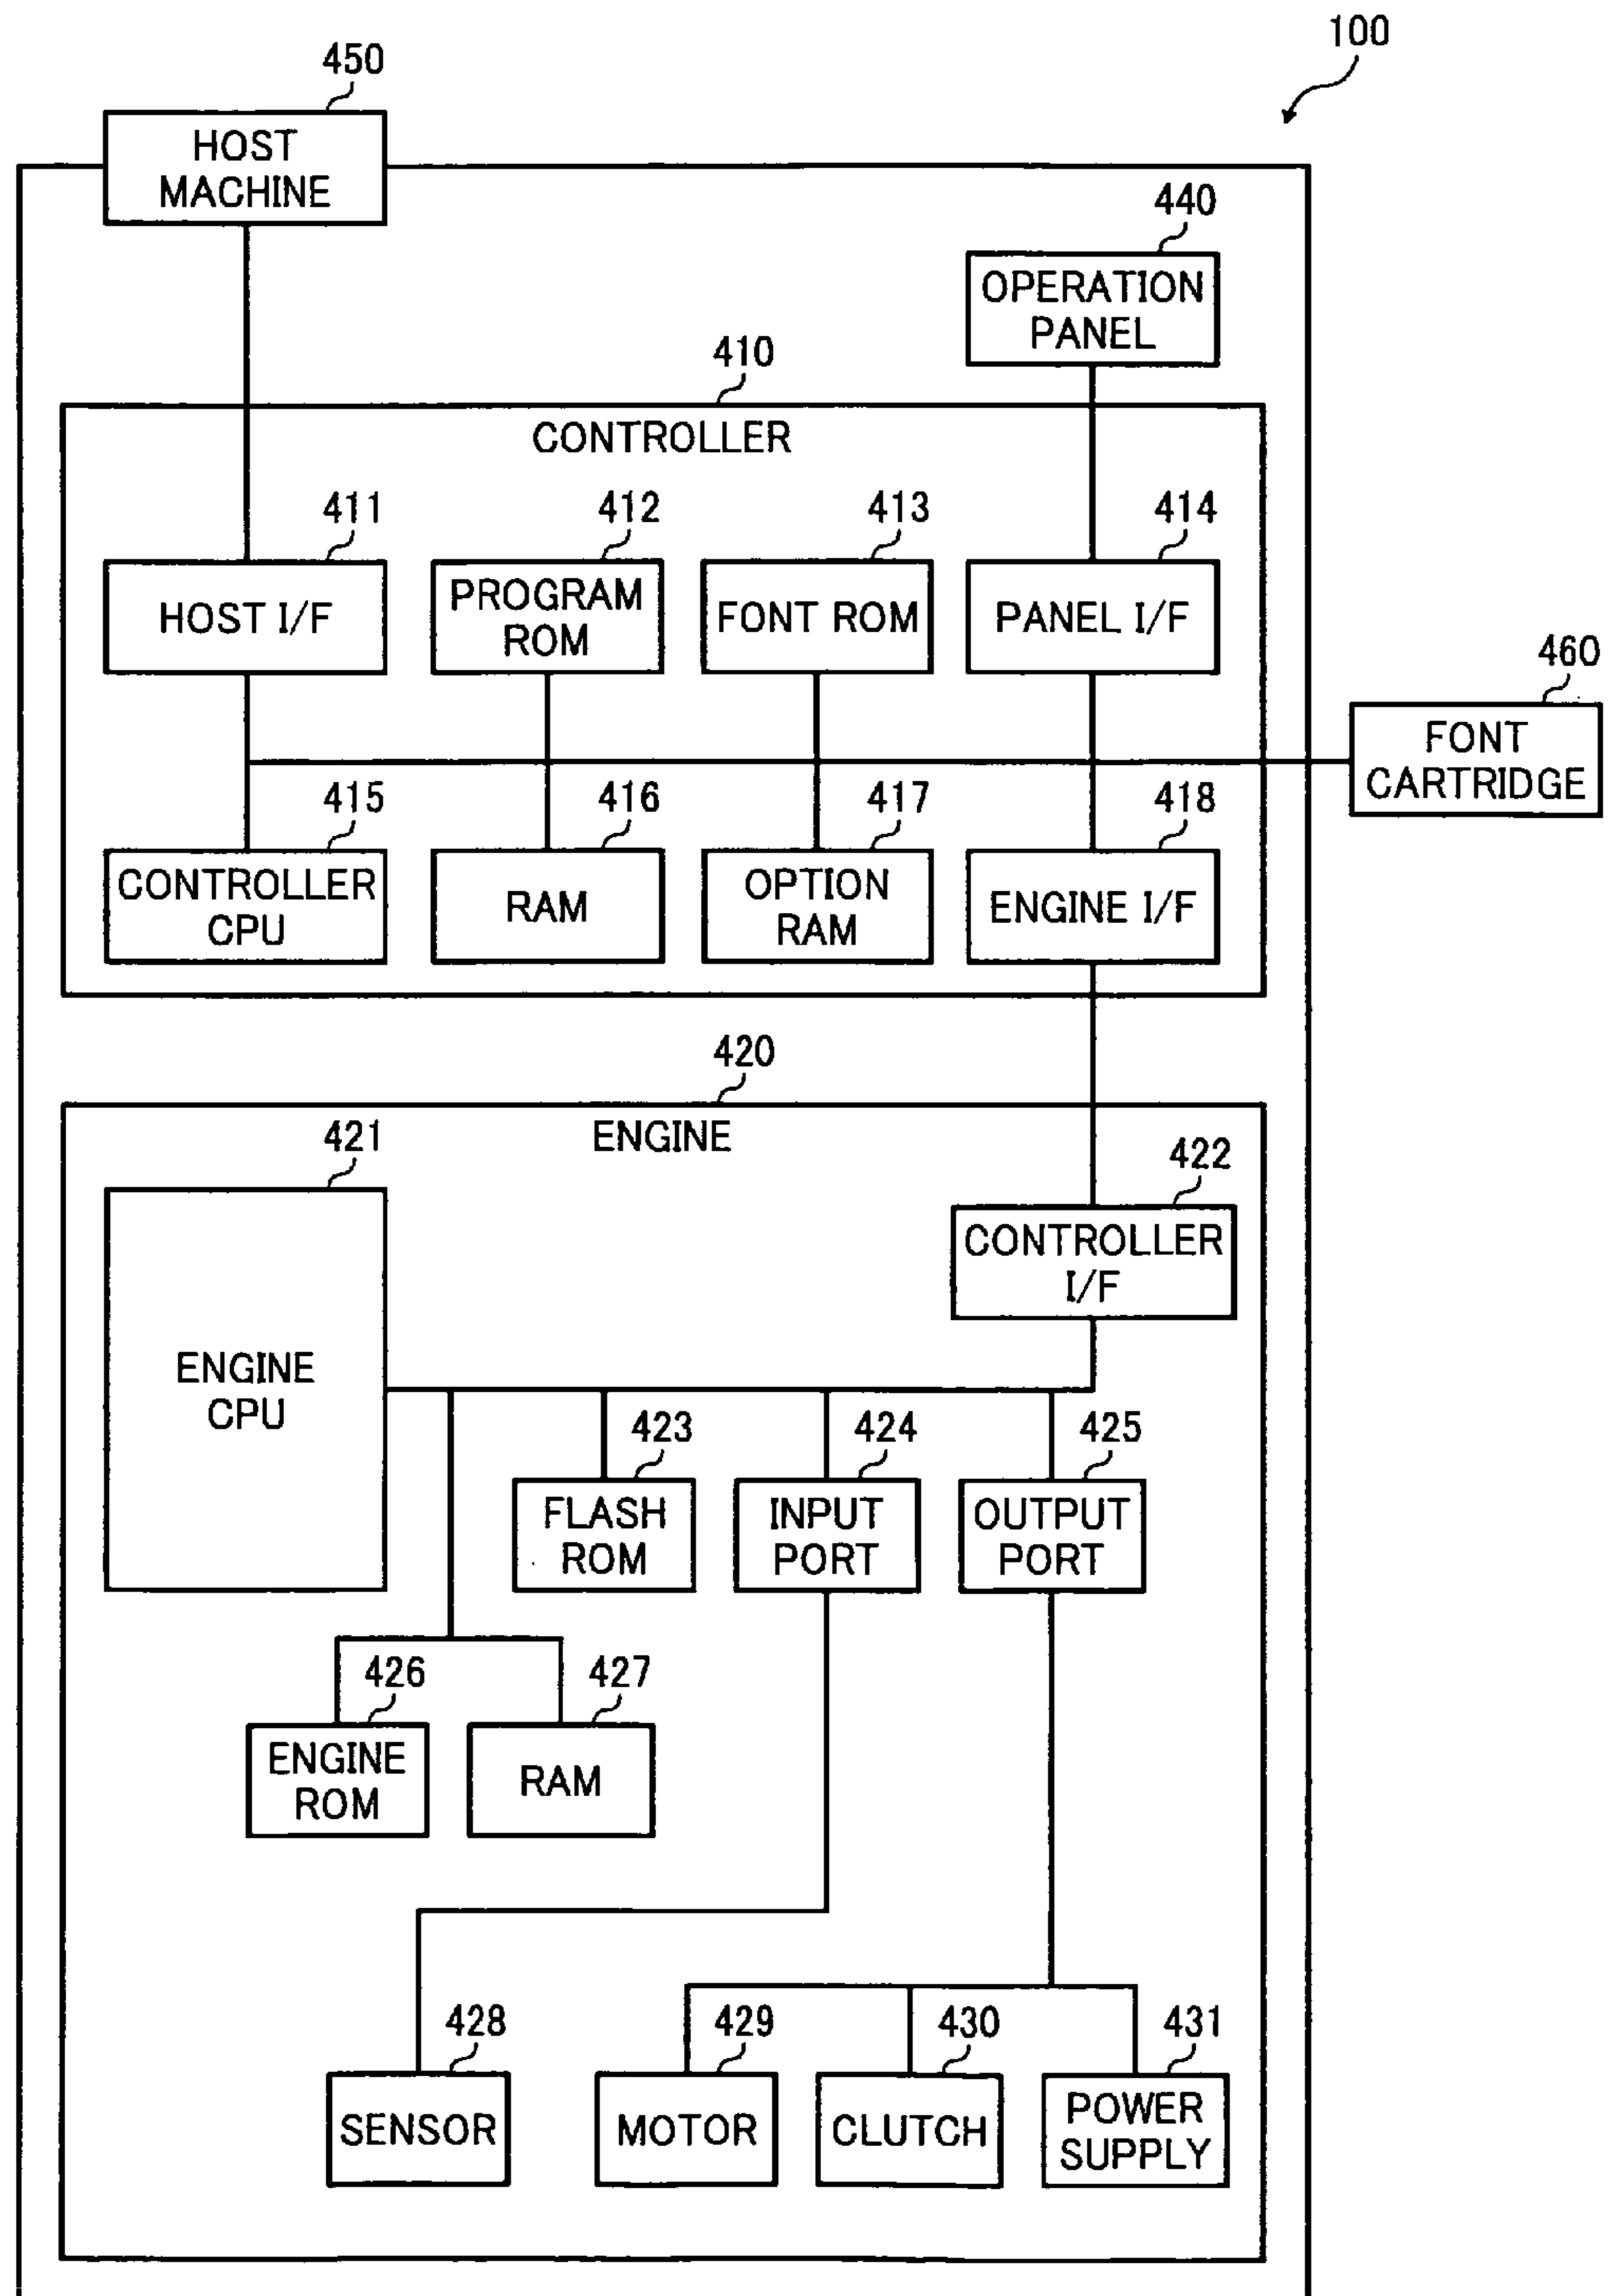 100
450
HOST
MACHINE
440
OPERATION
PANEL
410
CONTROLLER
411
412
413
414
HOST I/F
PROGRAM
ROM
FONT ROM
PANEL I/F
460
FONT
CARTRIDGE
415
416
417
418
CONTROLLER
CPU
RAM
OPTION
RAM
ENGINE I/F
420
ENGINE
421
422
CONTROLLER
I/F
ENGINE
CPU
423
424
425
FLASH
ROM
INPUT
PORT
OUTPUT
PORT
426
427
ENGINE
ROM
RAM
428
429
430
431
SENSOR
MOTOR
CLUTCH
POWER
SUPPLY